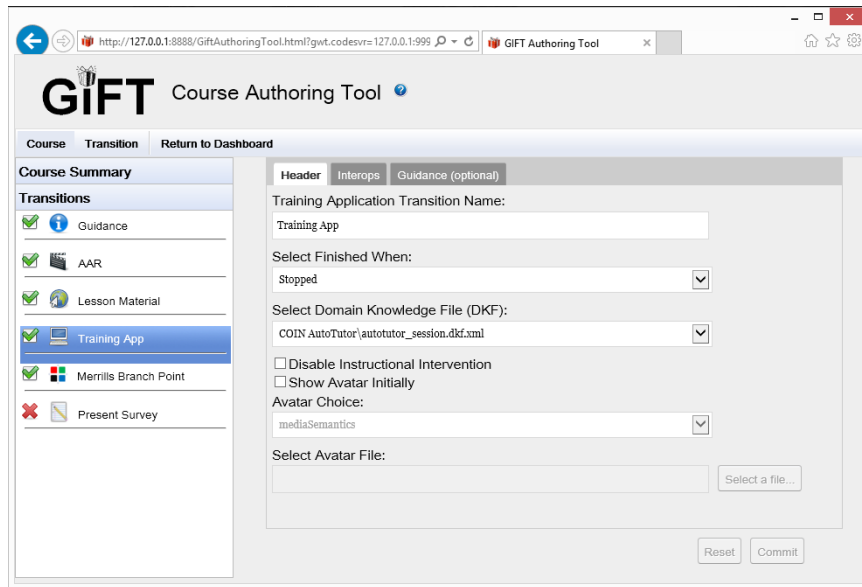 http://127.0.0.1:8888/GiftAuthoringTool.html?gwt.codesvr=127.0.0.1:999
GIFT Authoring Tool
GIFT Course Authoring Tool ?
Course Transition Return to Dashboard
Course Summary
Transitions
Guidance
AAR
Lesson Material
Training App
Merrills Branch Point
Present Survey
Header Interops Guidance (optional)
Training Application Transition Name:
Training App
Select Finished When:
Stopped
Select Domain Knowledge File (DKF):
COIN AutoTutor\autotutor_session.dkf.xml
Disable Instructional Intervention
Show Avatar Initially
Avatar Choice:
mediaSemantics
Select Avatar File:
Select a file...
Reset Commit